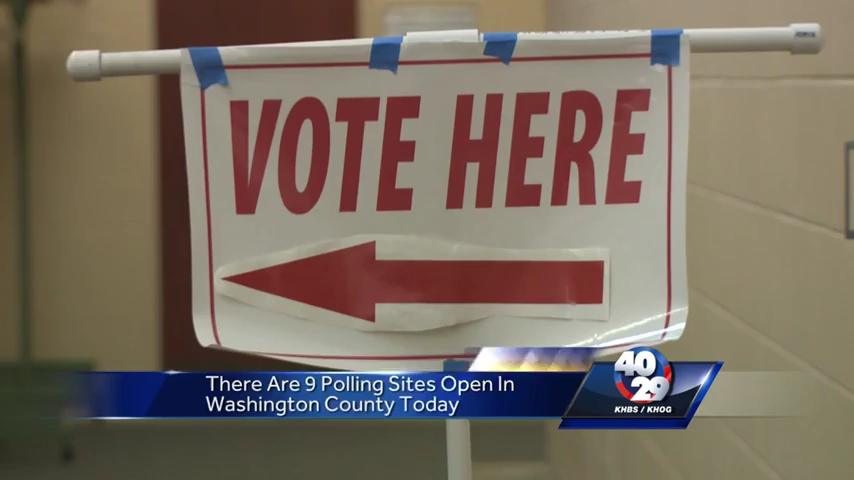 VOTE HERE
There Are 9 Polling Sites Open In
Washington County Today
40
29
KHBS / KHOG